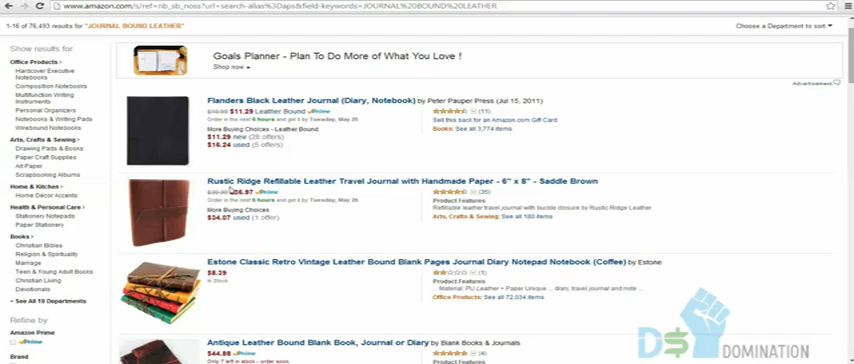 www.amazon.com/s/ref=nb_sb_noss?url=search-alias%3Daps&field-keywords=JOURNAL%20BOUND%20LEATHER
1-16 of 76,493 results for "JOURNAL BOUND LEATHER"
Choose a Department to sort
Show results for
Office Products
Hardcover Executive
Notebooks
Composition Notebooks
Multifunction Writing
Instruments
Personal Organizers
Notebooks & Writing Pads
Wirebound Notebooks
Arts, Crafts & Sewing
Drawing Pads & Books
Paper Craft Supplies
Art Paper
Scrapbooking Albums
Home & Kitchen
Home Décor Accents
Health & Personal Care
Stationery Notepads
Paper Stationery
Books
Christian Bibles
Religion & Spirituality
Marriage
Teen & Young Adult Books
Christian Living
Devotionals
See All 19 Departments
Refine by
Amazon Prime
Prime
Goals Planner - Plan To Do More of What You Love !
Shop now
Advertisement
Flanders Black Leather Journal (Diary, Notebook) by Peter Pauper Press (Jul 15, 2011)
$11.29 Leather Bound Prime
Order in the next 6 hours and get it by Tuesday, May 26.
More Buying Choices - Leather Bound
$11.29 new (28 offers)
$16.24 used (5 offers)
(11)
Sell this back for an Amazon.com Gift Card
Books: See all 3,774 items
Rustic Ridge Refillable Leather Travel Journal with Handmade Paper - 6" x 8" - Saddle Brown
Prime
Order in the next 6 hours and get it by Tuesday, May 26.
More Buying Choices
$34.07 used (1 offer)
Product Features
Refillable leather travel journal with buckle closure by Rustic Ridge Leather
Arts, Crafts & Sewing: See all 180 items
Estone Classic Retro Vintage Leather Bound Blank Pages Journal Diary Notepad Notebook (Coffee) by Estone
$8.39
In Stock
(1)
Product Features
... Material: PU Leather + Paper Unique ... diary, travel journal and note ...
Office Products: See all 72,034 items
Antique Leather Bound Blank Book, Journal or Diary by Blank Books & Journals
$44.88 Prime
Only 7 left in stock - order soon
(4)
Product Features
D$ DOMINATION